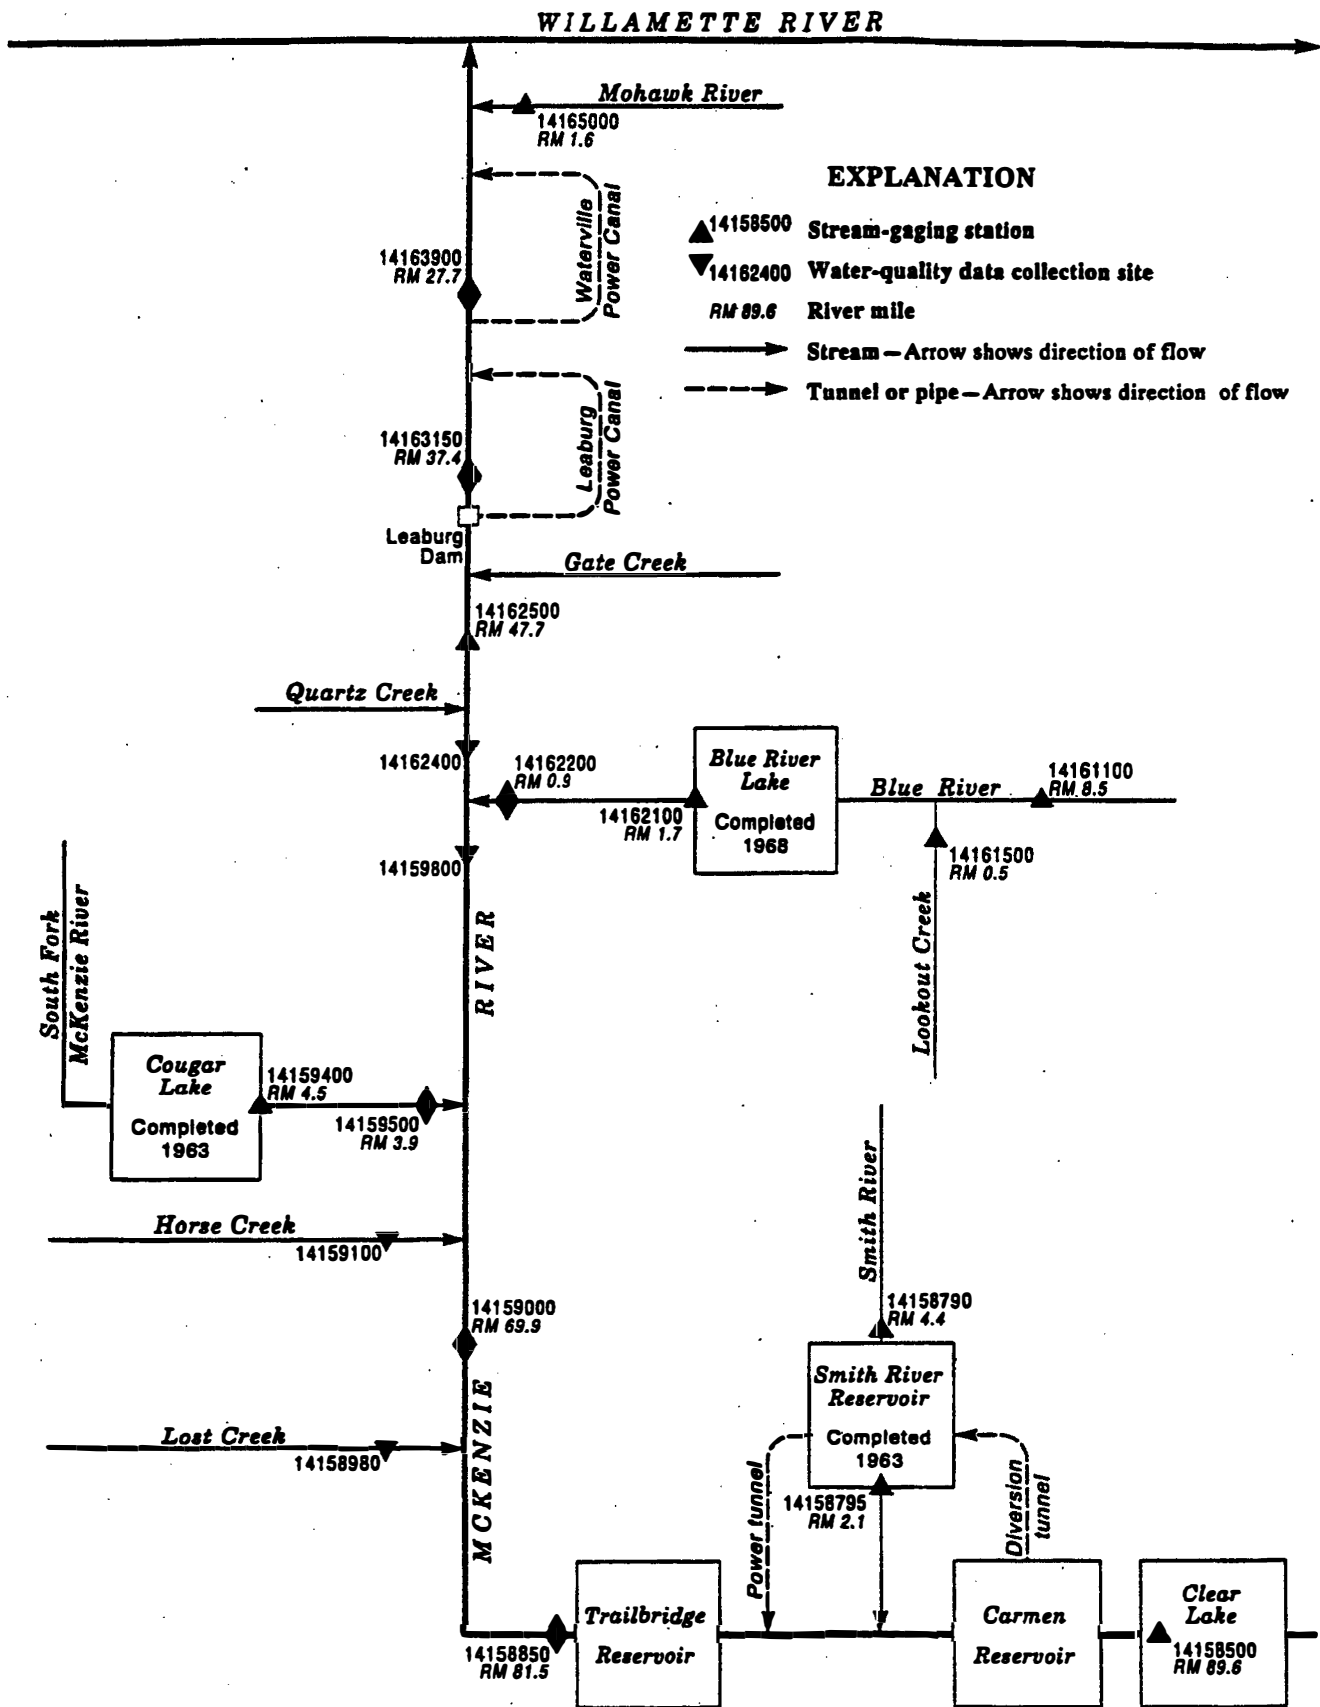 WILLAMETTE RIVER
Mohawk River
14165000
RM 1.6
EXPLANATION
14158500 Stream-gaging station
14162400 Water-quality data collection site
RM 89.6 River mile
Stream—Arrow shows direction of flow
Tunnel or pipe—Arrow shows direction of flow
Waterville
Power Canal
14163900
RM 27.7
Leaburg
Power Canal
14163150
RM 37.4
Leaburg
Dam
Gate Creek
14162500
RM 47.7
Quartz Creek
14162400
14162200
RM 0.9
14162100
RM 1.7
Blue River
Lake
Completed
1968
Blue River
14161100
RM 8.5
14161500
RM 0.5
Lookout Creek
14159800
South Fork
McKenzie River
RIVER
Cougar
Lake
Completed
1963
14159400
RM 4.5
14159500
RM 3.9
Horse Creek
14159100
14159000
RM 69.9
Smith River
14158790
RM 4.4
Smith River
Reservoir
Completed
1963
MCKENZIE
Lost Creek
14158980
Power tunnel
14158795
RM 2.1
Diversion
tunnel
14158850
RM 81.5
Trailbridge
Reservoir
Carmen
Reservoir
Clear
Lake
14158500
RM 89.6